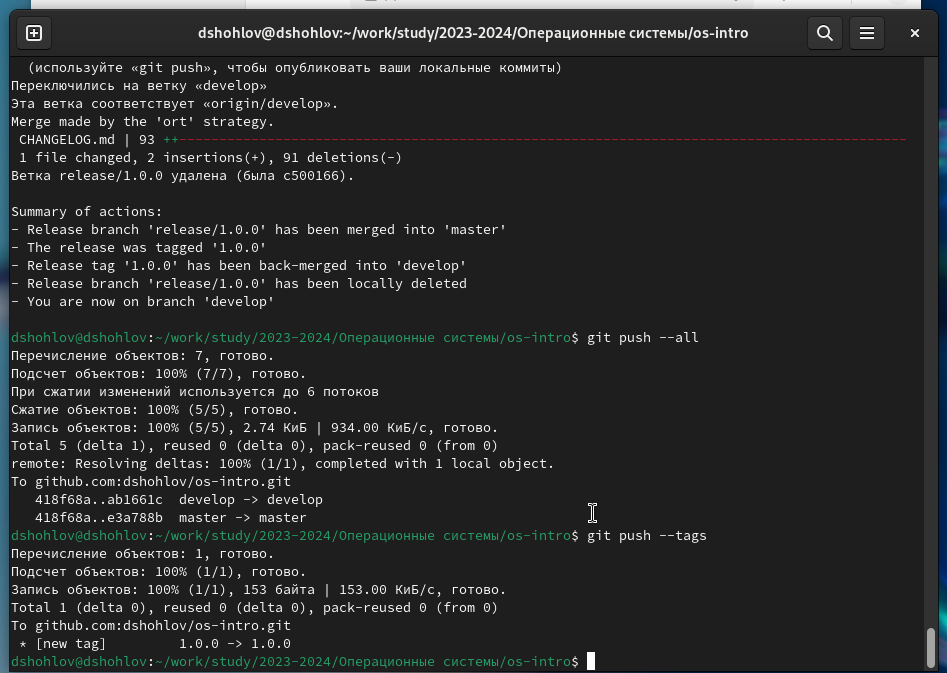 dshohlov@dshohlov:~/work/study/2023-2024/Операционные системы/os-intro
(используйте «git push», чтобы опубликовать ваши локальные коммиты)
Переключились на ветку «develop»
Эта ветка соответствует «origin/develop».
Merge made by the 'ort' strategy.
CHANGELOG.md | 93 ++-------------------------------------------------------------------------------------------
1 file changed, 2 insertions(+), 91 deletions(-)
Ветка release/1.0.0 удалена (была c500166).
Summary of actions:
- Release branch 'release/1.0.0' has been merged into 'master'
- The release was tagged '1.0.0'
- Release tag '1.0.0' has been back-merged into 'develop'
- Release branch 'release/1.0.0' has been locally deleted
- You are now on branch 'develop'
dshohlov@dshohlov:~/work/study/2023-2024/Операционные системы/os-intro$ git push --all
Перечисление объектов: 7, готово.
Подсчет объектов: 100% (7/7), готово.
При сжатии изменений используется до 6 потоков
Сжатие объектов: 100% (5/5), готово.
Запись объектов: 100% (5/5), 2.74 КиБ | 934.00 КиБ/с, готово.
Total 5 (delta 1), reused 0 (delta 0), pack-reused 0 (from 0)
remote: Resolving deltas: 100% (1/1), completed with 1 local object.
To github.com:dshohlov/os-intro.git
418f68a..ab1661c  develop -> develop
418f68a..e3a788b  master -> master
dshohlov@dshohlov:~/work/study/2023-2024/Операционные системы/os-intro$ git push --tags
Перечисление объектов: 1, готово.
Подсчет объектов: 100% (1/1), готово.
Запись объектов: 100% (1/1), 153 байта | 153.00 КиБ/с, готово.
Total 1 (delta 0), reused 0 (delta 0), pack-reused 0 (from 0)
To github.com:dshohlov/os-intro.git
* [new tag]         1.0.0 -> 1.0.0
dshohlov@dshohlov:~/work/study/2023-2024/Операционные системы/os-intro$